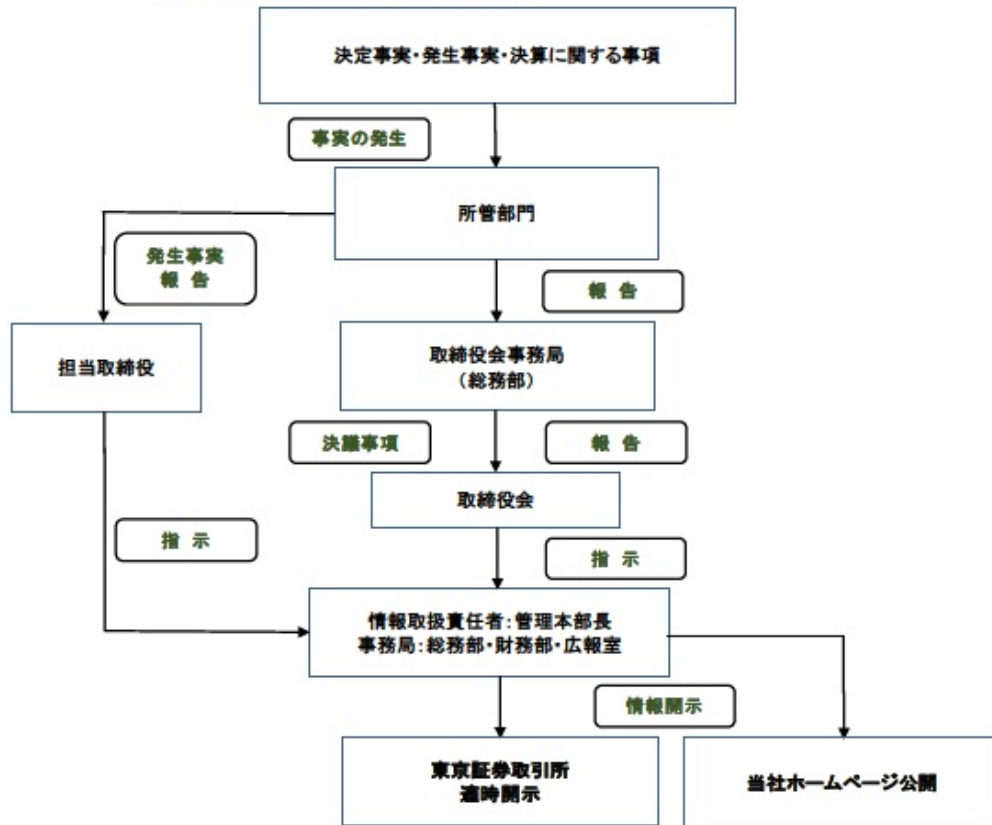 決定事実・発生事実・決算に関する事項
事実の発生
所管部門
発生事実
報 告
報 告
担当取締役
取締役会事務局
（総務部）
決議事項
報 告
取締役会
指 示
指 示
情報取扱責任者：管理本部長
事務局：総務部・財務部・広報室
情報開示
東京証券取引所
適時開示
当社ホームページ公開